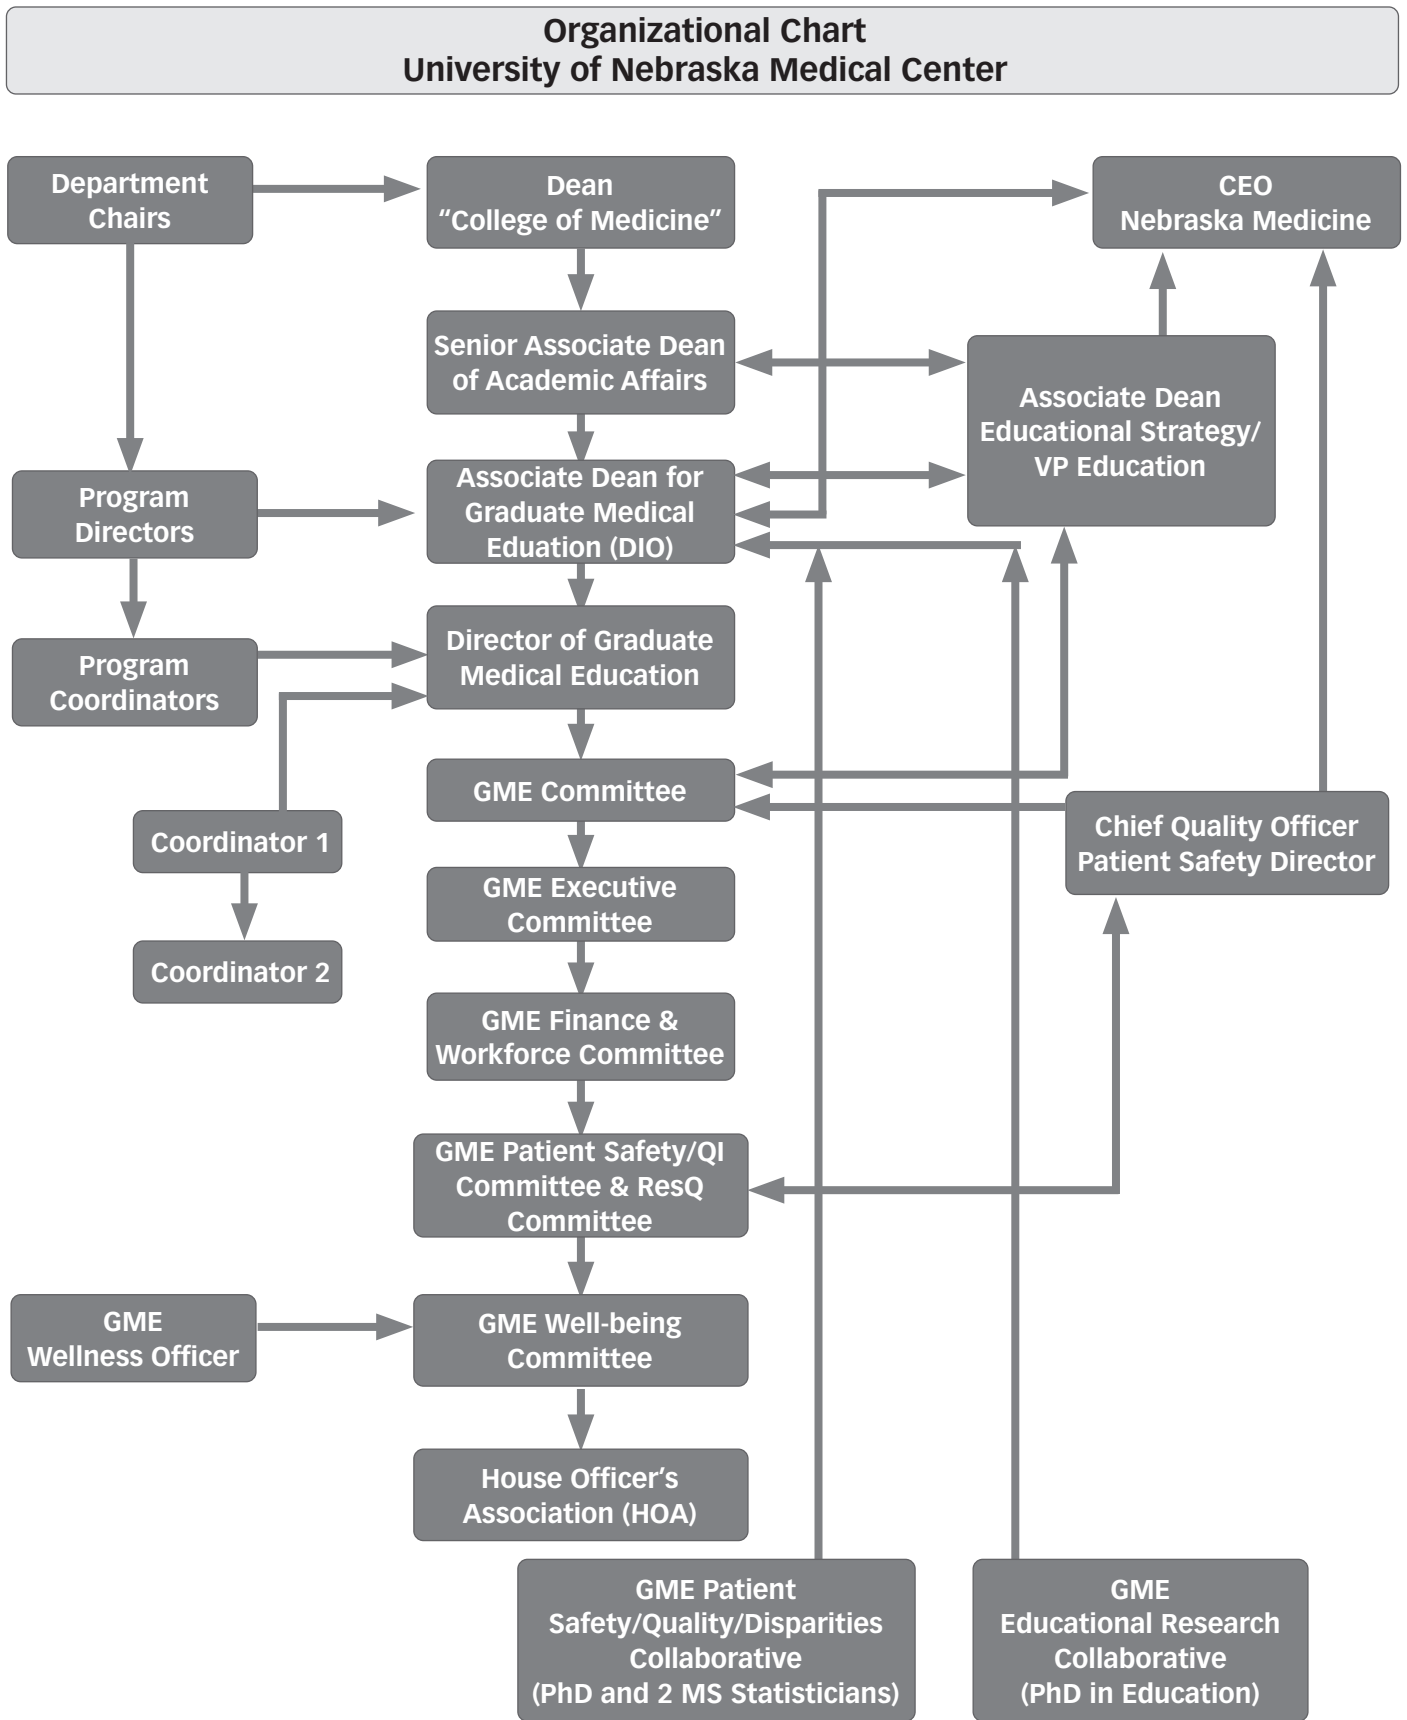 Organizational Chart
University of Nebraska Medical Center
Department
Chairs
Dean
“College of Medicine”
CEO
Nebraska Medicine
Senior Associate Dean
of Academic Affairs
Associate Dean
Educational Strategy/
VP Education
Program
Directors
Associate Dean for
Graduate Medical
Eduation (DIO)
Program
Coordinators
Director of Graduate
Medical Education
GME Committee
Coordinator 1
Chief Quality Officer
Patient Safety Director
GME Executive
Committee
Coordinator 2
GME Finance &
Workforce Committee
GME Patient Safety/QI
Committee & ResQ
Committee
GME
Wellness Officer
GME Well-being
Committee
House Officer’s
Association (HOA)
GME Patient
Safety/Quality/Disparities
Collaborative
(PhD and 2 MS Statisticians)
GME
Educational Research
Collaborative
(PhD in Education)